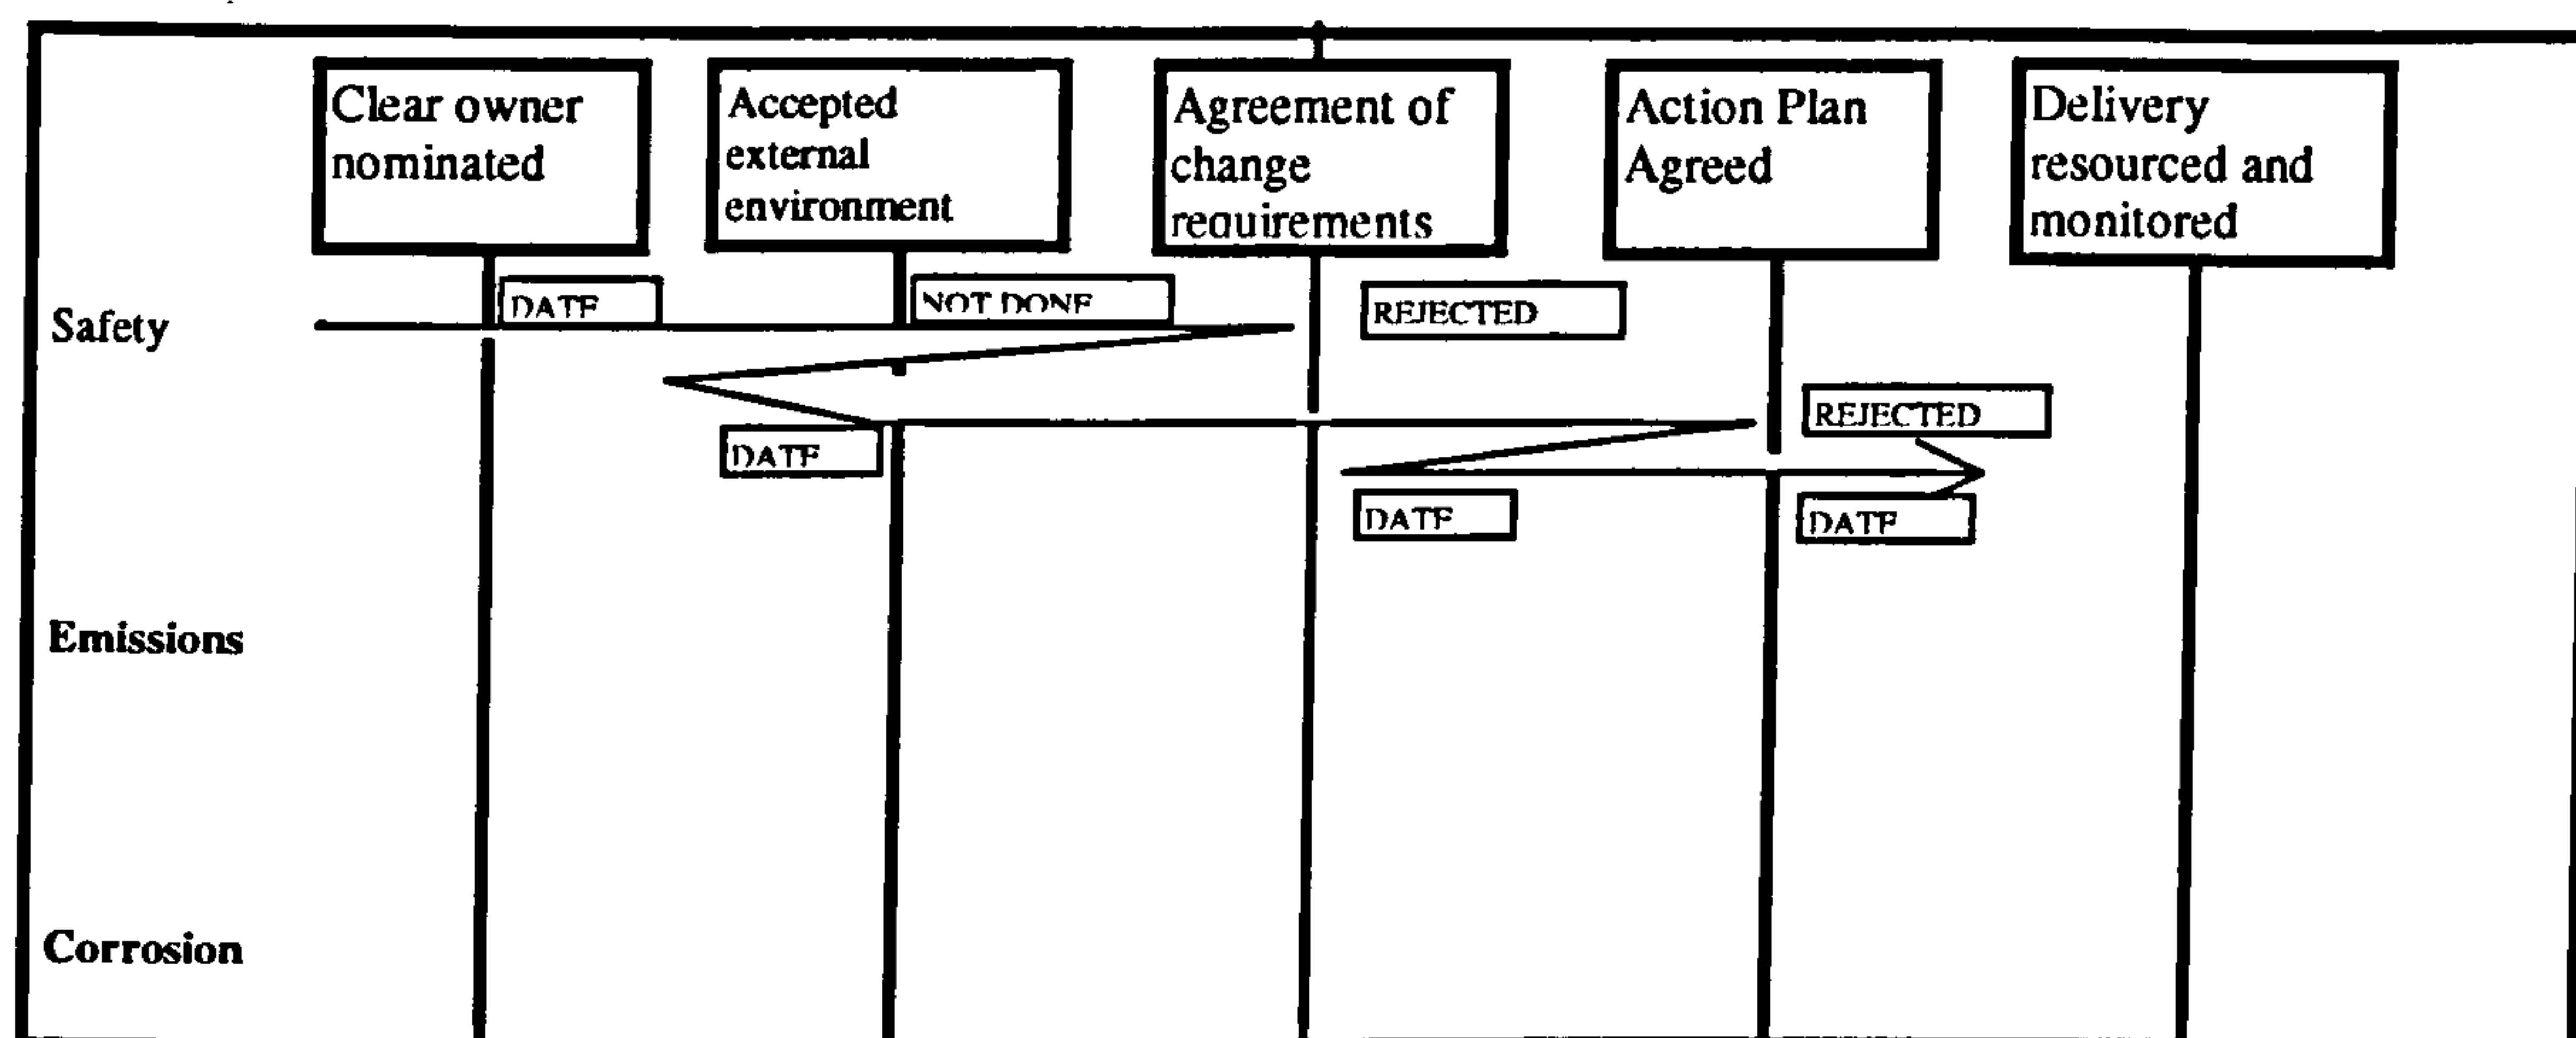 Clear owner
nominated
Accepted
external
environment
Agreement of
change
requirements
Action Plan
Agreed
Delivery
resourced and
monitored
Safety
DATE
NOT DONE
REJECTED
REJECTED
DATE
DATE
DATE
Emissions
Corrosion